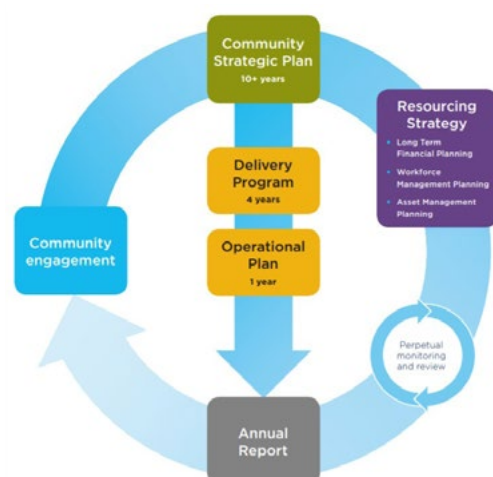 Community
Strategic Plan
10+ years
Resourcing
Strategy
• Long Term
Financial Planning
• Workforce
Management Planning
• Asset Management
Planning
Delivery
Program
4 years
Community
engagement
Operational
Plan
1 year
Perpetual
monitoring
and review
Annual
Report